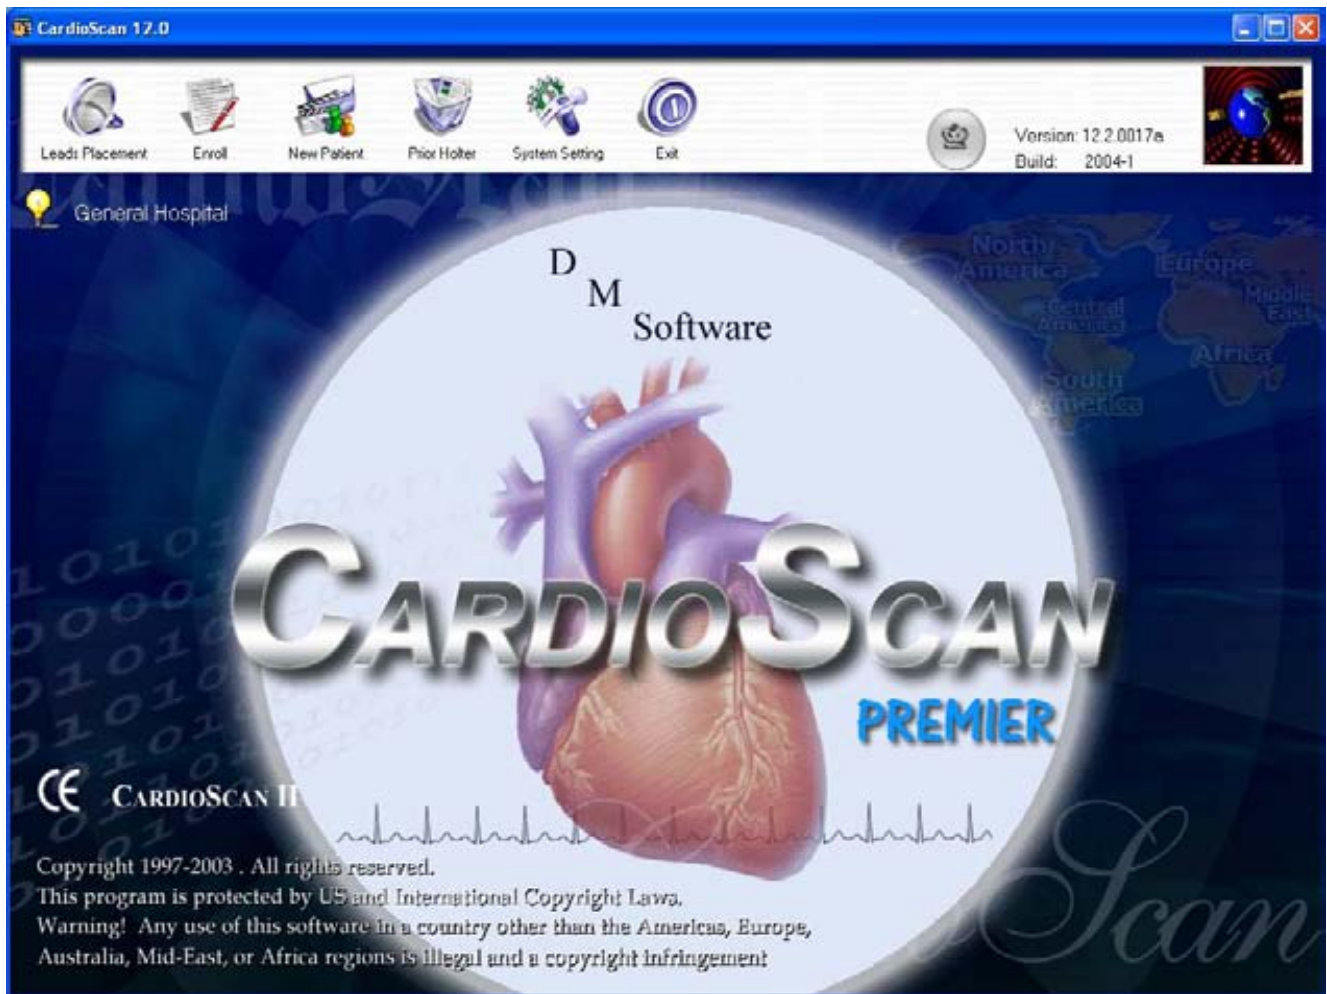 CardioScan 12.0
Leads Placement
Enroll
New Patient
Prior Holter
System Setting
Exit
Version: 12.2.0017a
Build: 2004-1
CardioScan
General Hospital
North America
Central America
South America
Europe
Middle East
Africa
D
M
Software
CARDIOSCAN
PREMIER
CE CARDIOSCAN II
Copyright 1997-2003 . All rights reserved.
This program is protected by US and International Copyright Laws.
Warning! Any use of this software in a country other than the Americas, Europe,
Australia, Mid-East, or Africa regions is illegal and a copyright infringement
Scan